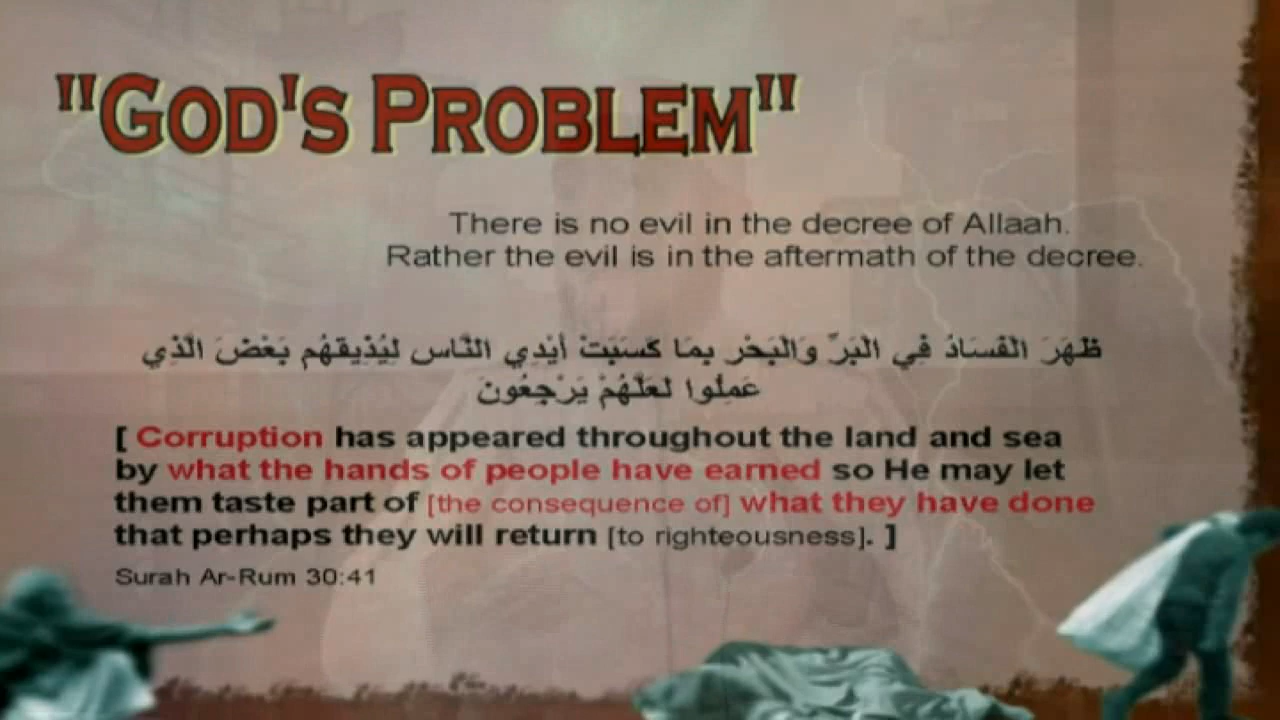 "God's Problem"
There is no evil in the decree of Allaah.
Rather the evil is in the aftermath of the decree.
ظَهَرَ الْفَسَادُ فِي الْبَرِّ وَالْبَحْرِ بِمَا كَسَبَتْ أَيْدِي النَّاسِ لِيُذِيقَهُم بَعْضَ الَّذِي
عَمِلُوا لَعَلَّهُمْ يَرْجِعُونَ
[ Corruption has appeared throughout the land and sea
by what the hands of people have earned so He may let
them taste part of [the consequence of] what they have done
that perhaps they will return [to righteousness]. ]
Surah Ar-Rum 30:41